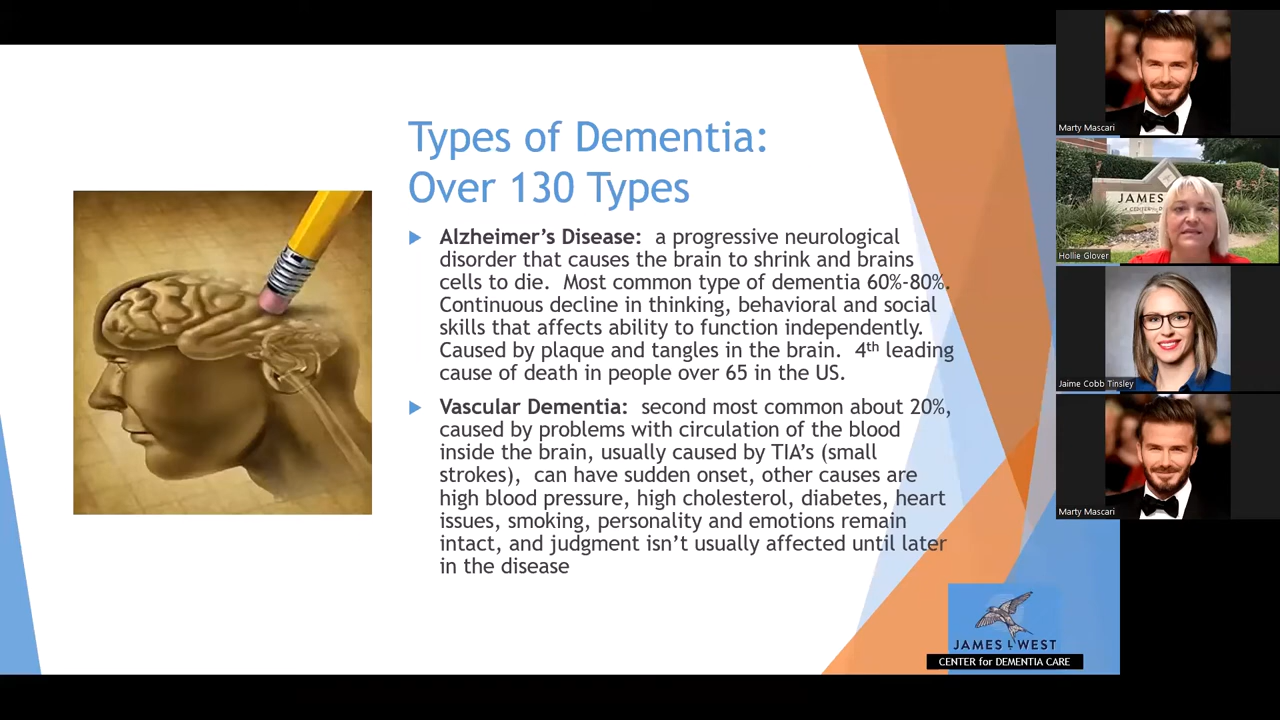 Types of Dementia:
Over 130 Types
Alzheimer's Disease: a progressive neurological
disorder that causes the brain to shrink and brains
cells to die. Most common type of dementia 60%-80%.
Continuous decline in thinking, behavioral and social
skills that affects ability to function independently.
Caused by plaque and tangles in the brain. 4th leading
cause of death in people over 65 in the US.
Vascular Dementia: second most common about 20%,
caused by problems with circulation of the blood
inside the brain, usually caused by TIA's (small
strokes), can have sudden onset, other causes are
high blood pressure, high cholesterol, diabetes, heart
issues, smoking, personality and emotions remain
intact, and judgment isn't usually affected until later
in the disease
JAMES L WEST
CENTER for DEMENTIA CARE
Marty Mascari
JAMES
Hollie Glover
Jaime Cobb Tinsley
Marty Mascari